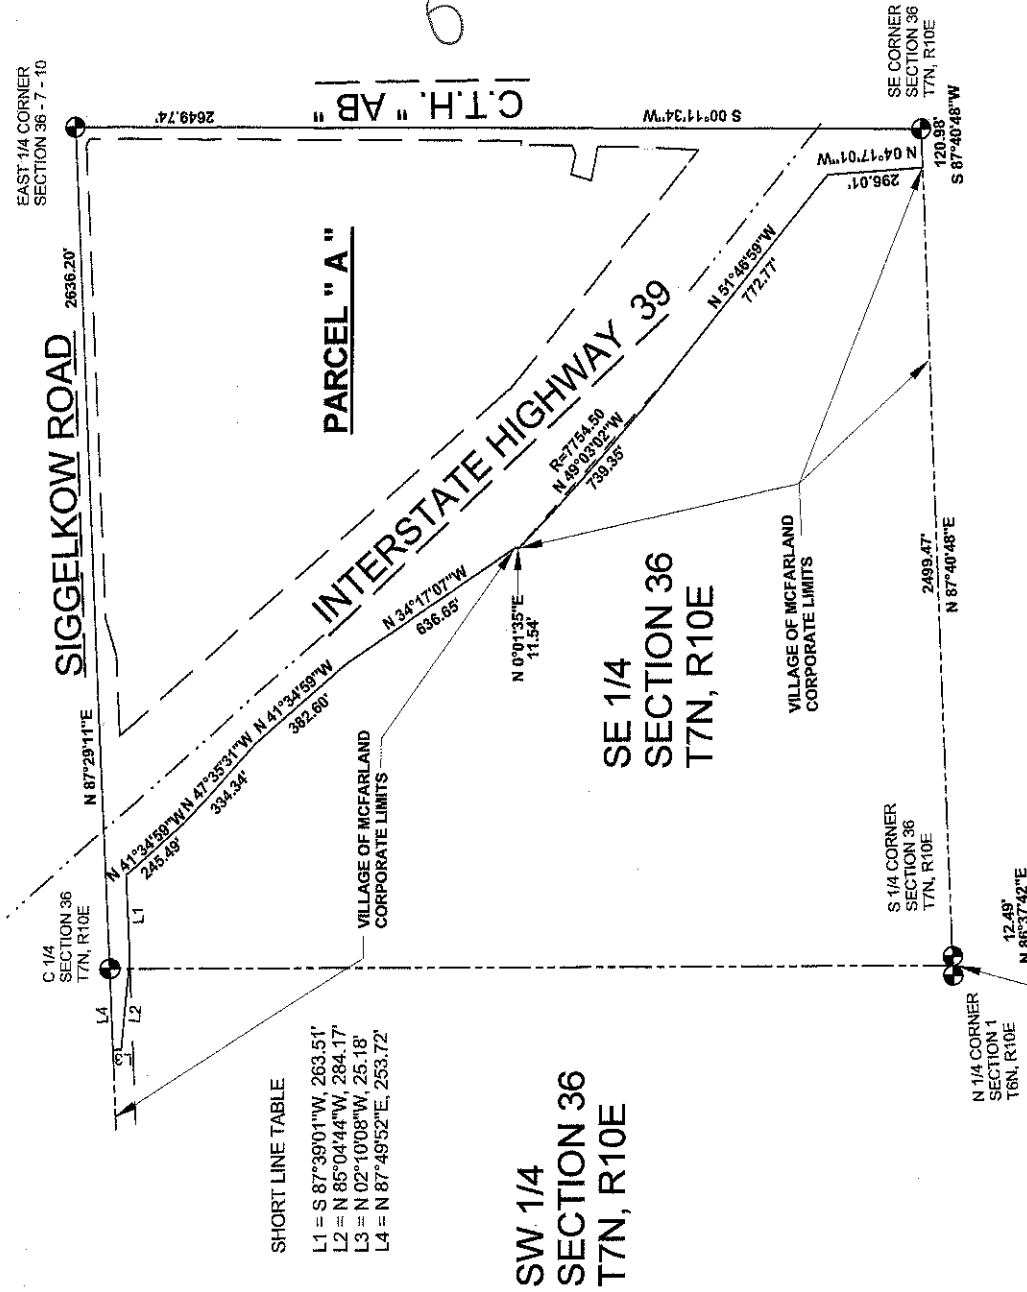 EAST 1/4 CORNER
SECTION 36 - 7 - 10
SE CORNER
SECTION 36
T7N, R10E
C.T.H. " AB "
2649.74'
S 00°11'34"W
120.98'
S 87°40'48"W
N 04°17'01"W
296.01'
SIGGELKOW ROAD
2636.20'
N 87°29'11"E
PARCEL " A "
INTERSTATE HIGHWAY 39
N 51°46'59"W
772.77'
R=7754.50
N 49°03'02"W
739.35'
N 34°17'07"W
636.65'
N 0°01'35"E
11.54'
N 41°34'59"W
382.60'
N 47°35'31"W
334.34'
N 41°34'59"W
245.49'
VILLAGE OF MCFARLAND
CORPORATE LIMITS
VILLAGE OF MCFARLAND
CORPORATE LIMITS
SE 1/4
SECTION 36
T7N, R10E
2499.47'
N 87°40'48"E
C 1/4
SECTION 36
T7N, R10E
L1
L2
L3
L4
S 1/4 CORNER
SECTION 36
T7N, R10E
12.49'
N 86°37'42"E
N 1/4 CORNER
SECTION 1
T6N, R10E
SHORT LINE TABLE
L1 = S 87°39'01"W, 263.51'
L2 = N 85°04'44"W, 284.17'
L3 = N 02°10'08"W, 25.18'
L4 = N 87°49'52"E, 253.72'
SW 1/4
SECTION 36
T7N, R10E